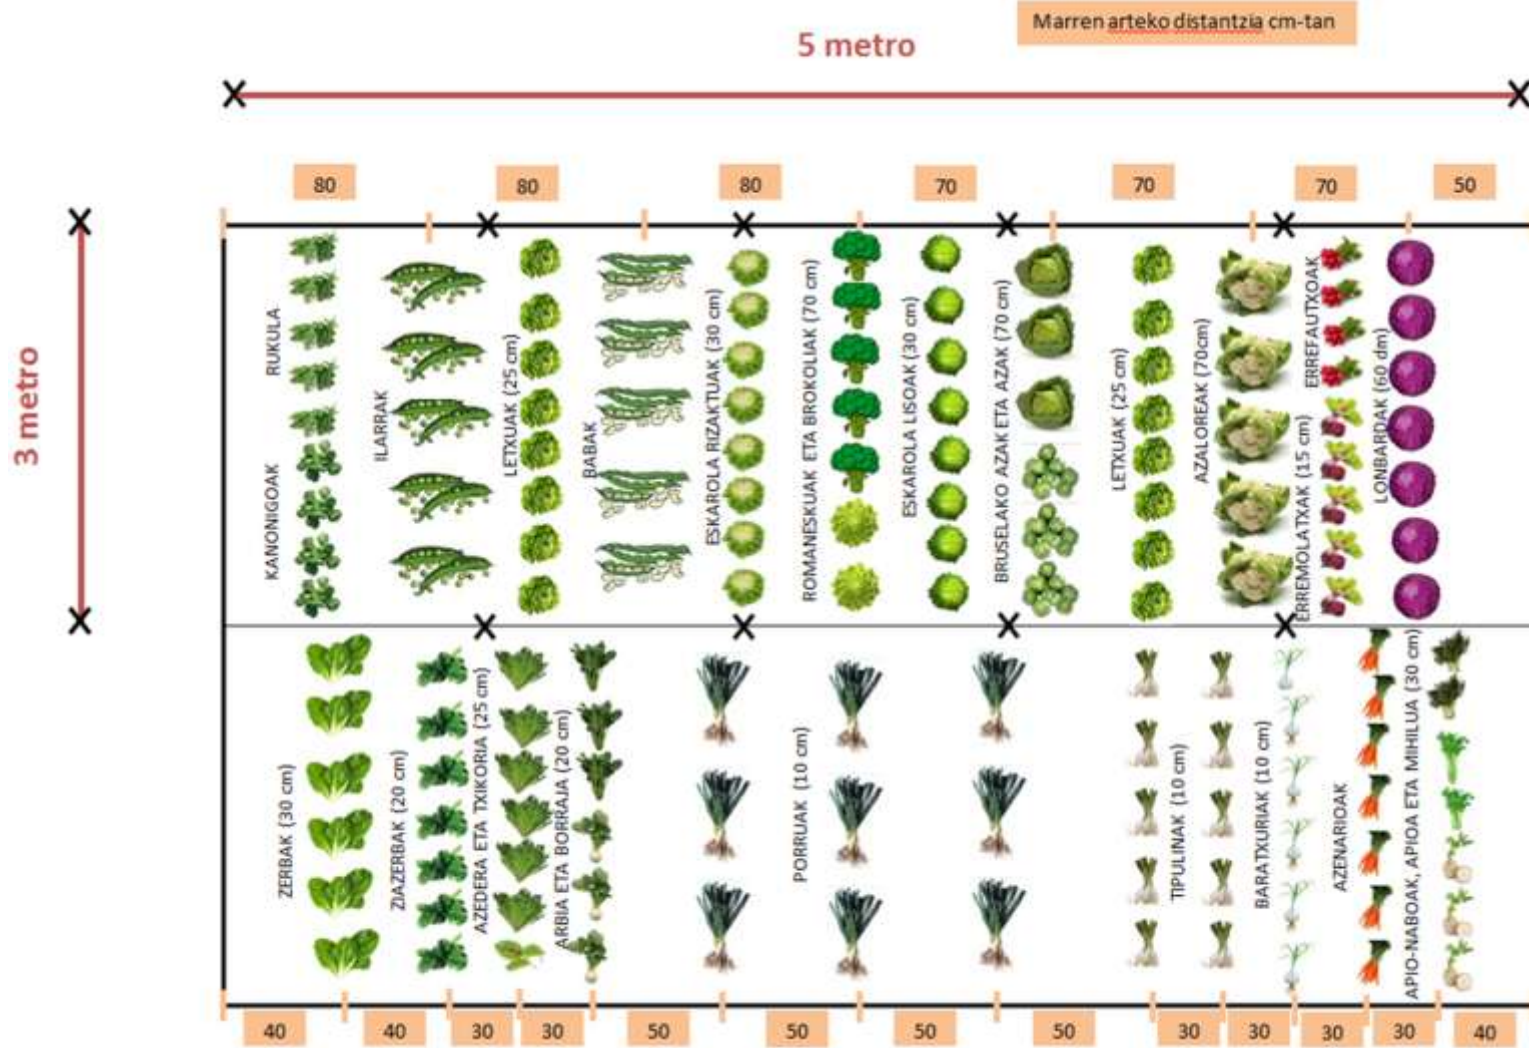 Marren arteko distantzia cm-tan
5 metro
80
80
80
70
70
70
50
3 metro
RUKULA
KANONIGOAK
ILARRAK
LETXUAK (25 cm)
BABAK
ESKAROLA RIZAKTUAK (30 cm)
ROMANESKUAK ETA BROKOLIAK (70 cm)
ESKAROLA LISOAK (30 cm)
BRUSELAKO AZAK ETA AZAK (70 cm)
LETXUAK (25 cm)
AZALOREAK (70cm)
ERREFAUTXOAK
ERREMOLATXAK (15 cm)
LONBARDAK (60 dm)
ZERBAK (30 cm)
ZIAZERBAK (20 cm)
AZEDERA ETA TXIKORIA (25 cm)
ARBIA ETA BORRAJA (20 cm)
PORRUAK (10 cm)
TIPULINAK (10 cm)
BARATXURIAK (10 cm)
AZENARIOAK
APIO-NABOAK, APIOA ETA MIHILUA (30 cm)
40
40
30
30
50
50
50
50
30
30
30
30
40